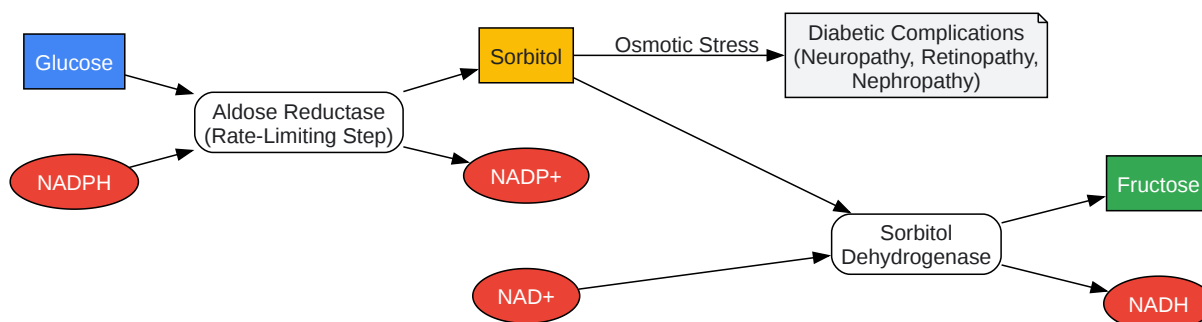 Glucose
NADPH
Aldose Reductase
(Rate-Limiting Step)
Sorbitol
NADP+
Osmotic Stress
Diabetic Complications
(Neuropathy, Retinopathy,
Nephropathy)
NAD+
Sorbitol
Dehydrogenase
Fructose
NADH